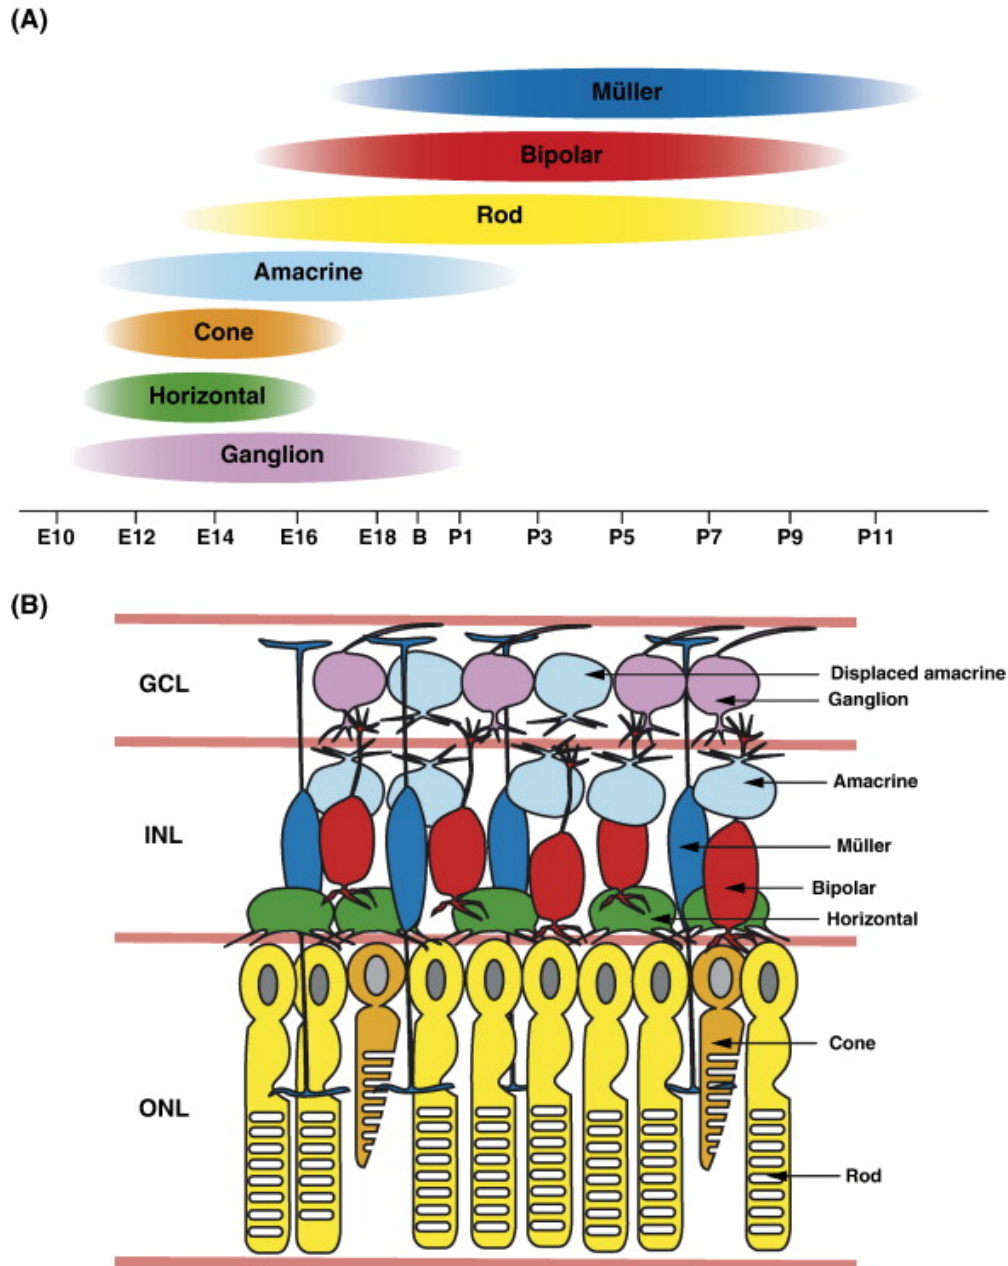 (A)
Müller
Bipolar
Rod
Amacrine
Cone
Horizontal
Ganglion
E10 E12 E14 E16 E18 B P1 P3 P5 P7 P9 P11
(B)
GCL
Displaced amacrine
Ganglion
Amacrine
INL
Müller
Bipolar
Horizontal
Cone
ONL
Rod